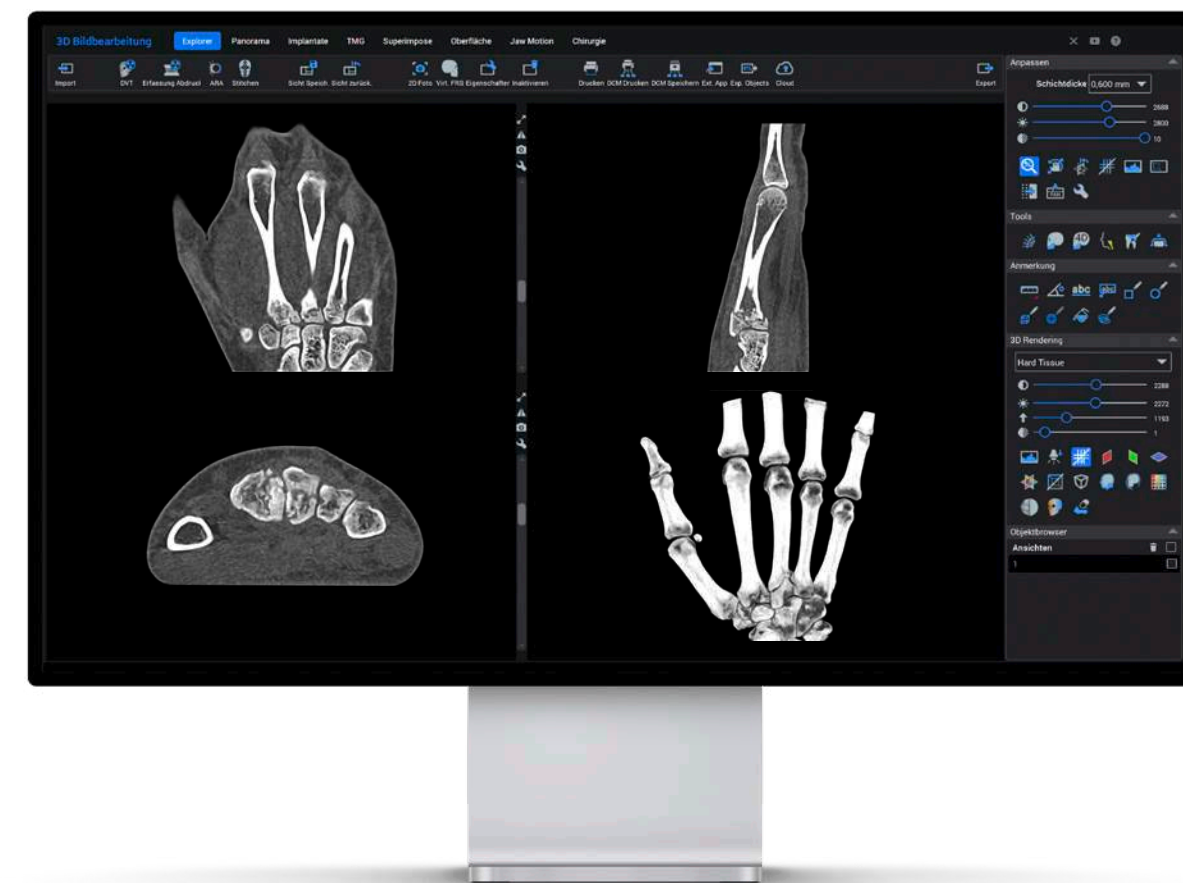 3D Bildbearbeitung Explorer Panorama Implantate TMG Superimpose Oberfläche Jaw Motion Chirurgie
Import DVT Erfassung Abdruck ARA Stitchen Sicht Speich. Sicht zurück. 2D Foto Virt. FRS Eigenschaften Inaktivieren Drucken DCM Drucken DCM Speichern Ext. App Exp. Objects Cloud Export
Anpassen
Schichtdicke 0,600 mm
2688
2800
10
Tools
4D
Anmerkung
abc abc
3D Rendering
Hard Tissue
2288
2272
1193
1
Objektbrowser
Ansichten
1